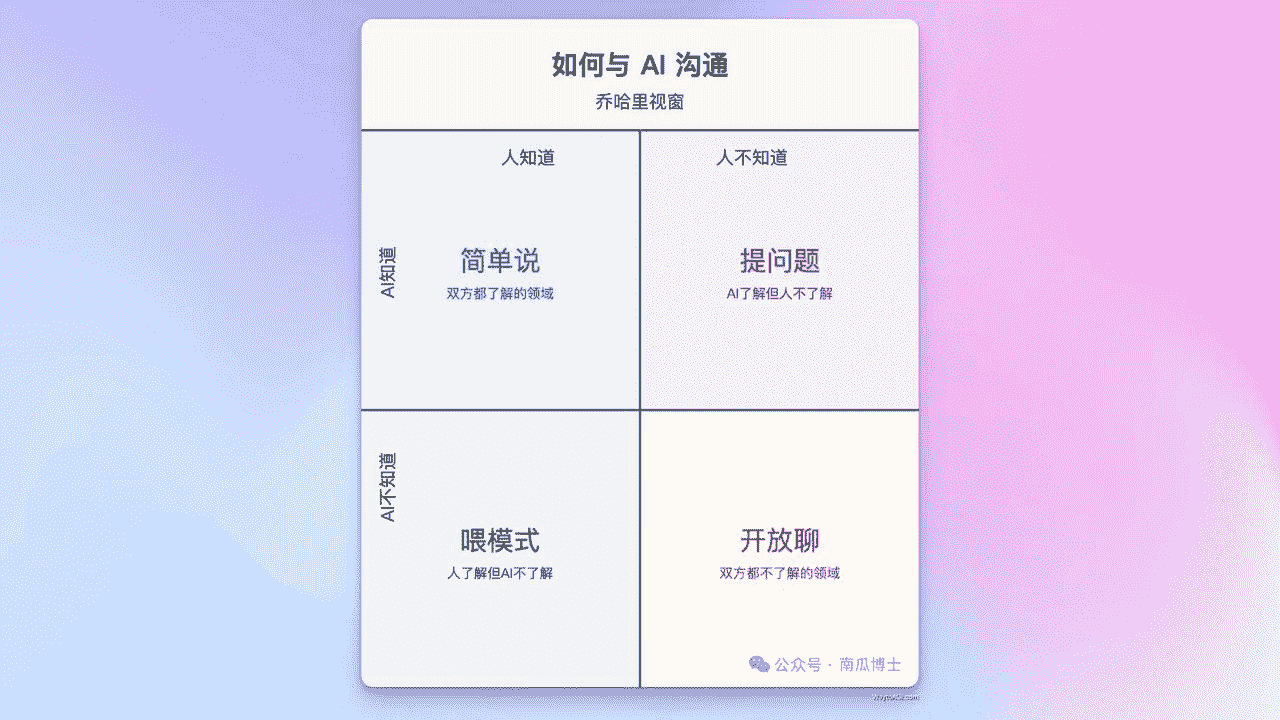 如何与 AI 沟通
乔哈里视窗
人知道
人不知道
AI知道
简单说
双方都了解的领域
提问题
AI了解但人不了解
AI不知道
喂模式
人了解但AI不了解
开放聊
双方都不了解的领域
公众号 · 南瓜博士